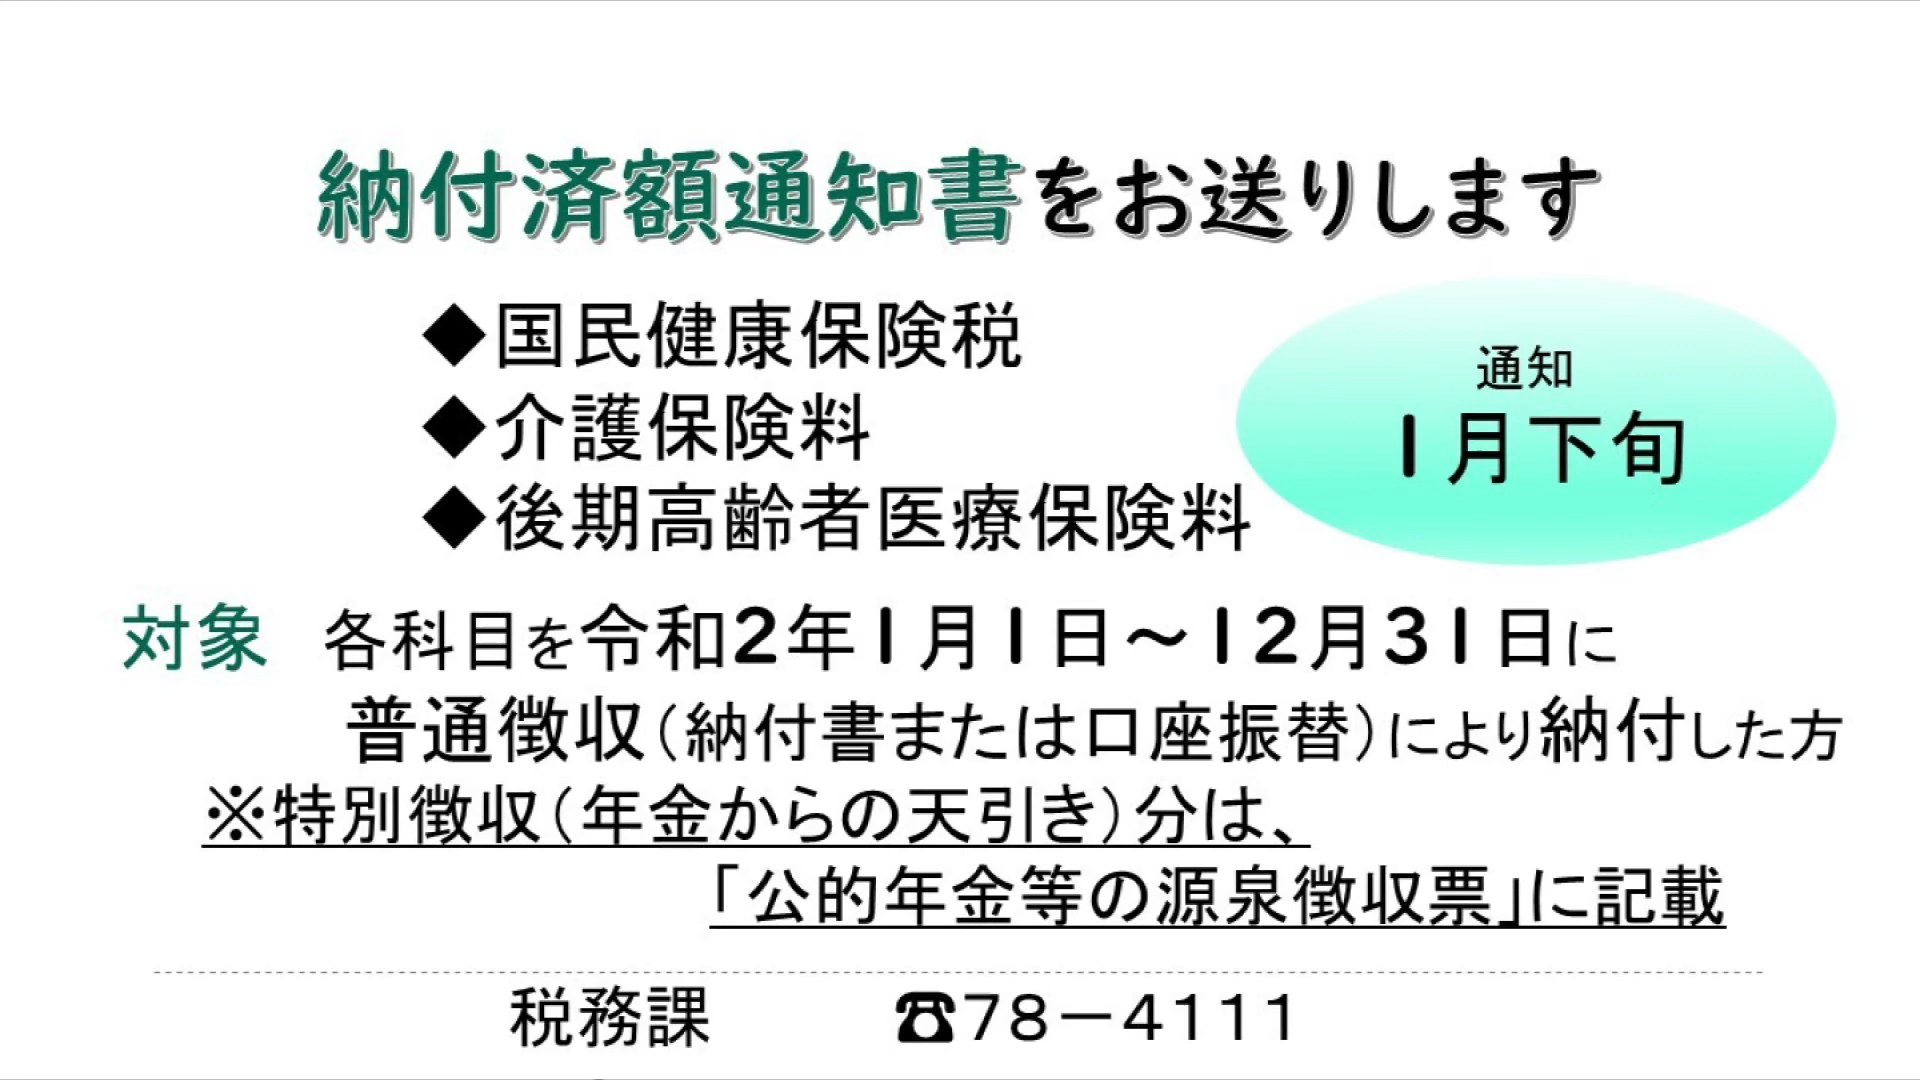 納付済額通知書をお送りします
◆国民健康保険税
◆介護保険料
◆後期高齢者医療保険料
通知
1月下旬
対象 各科目を令和2年1月1日～12月31日に
普通徴収(納付書または口座振替)により納付した方
※特別徴収(年金からの天引き)分は、
「公的年金等の源泉徴収票」に記載
税務課 ☎78－4111